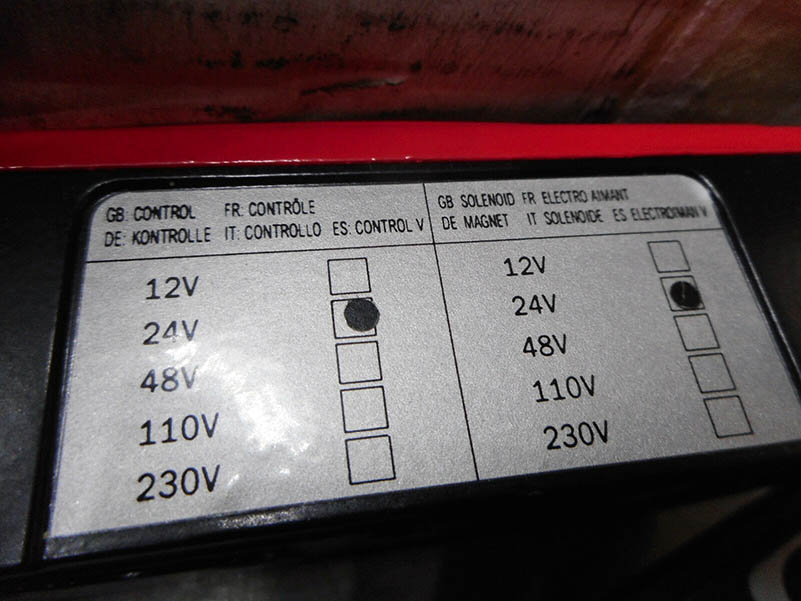 GB: CONTROL FR: CONTRÔLE
DE: KONTROLLE IT: CONTROLLO ES: CONTROL V
12V
24V
48V
110V
230V
GB SOLENOID FR ELECTRO AIMANT
DE MAGNET IT SOLENOIDE ES ELECTROIMAN V
12V
24V
48V
110V
230V